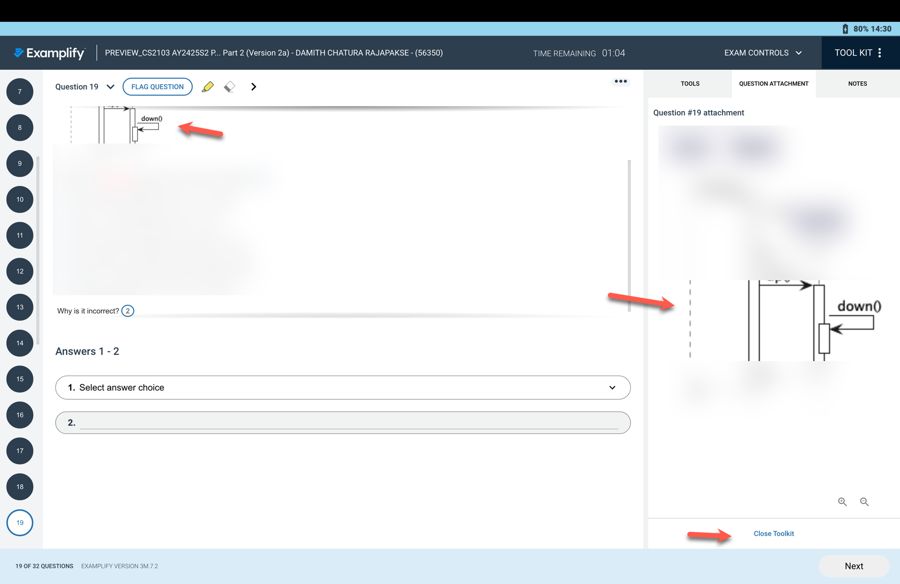 80% 14:30
Examplify
PREVIEW_CS2103 AY2425S2 P... Part 2 (Version 2a) - DAMITH CHATURA RAJAPAKSE - (56350)
TIME REMAINING 01:04
EXAM CONTROLS
TOOL KIT
7
8
9
10
11
12
13
14
15
16
17
18
19
Question 19
FLAG QUESTION
down()
Why is it incorrect? 2
Answers 1 - 2
1. Select answer choice
2.
TOOLS
QUESTION ATTACHMENT
NOTES
Question #19 attachment
down()
Close Toolkit
19 OF 32 QUESTIONS
EXAMPLIFY VERSION 3M.7.2
Next